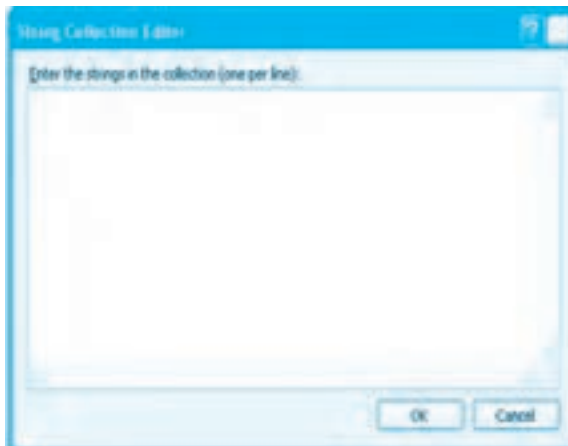 String Collection Editor
?
Enter the strings in the collection (one per line):
OK
Cancel